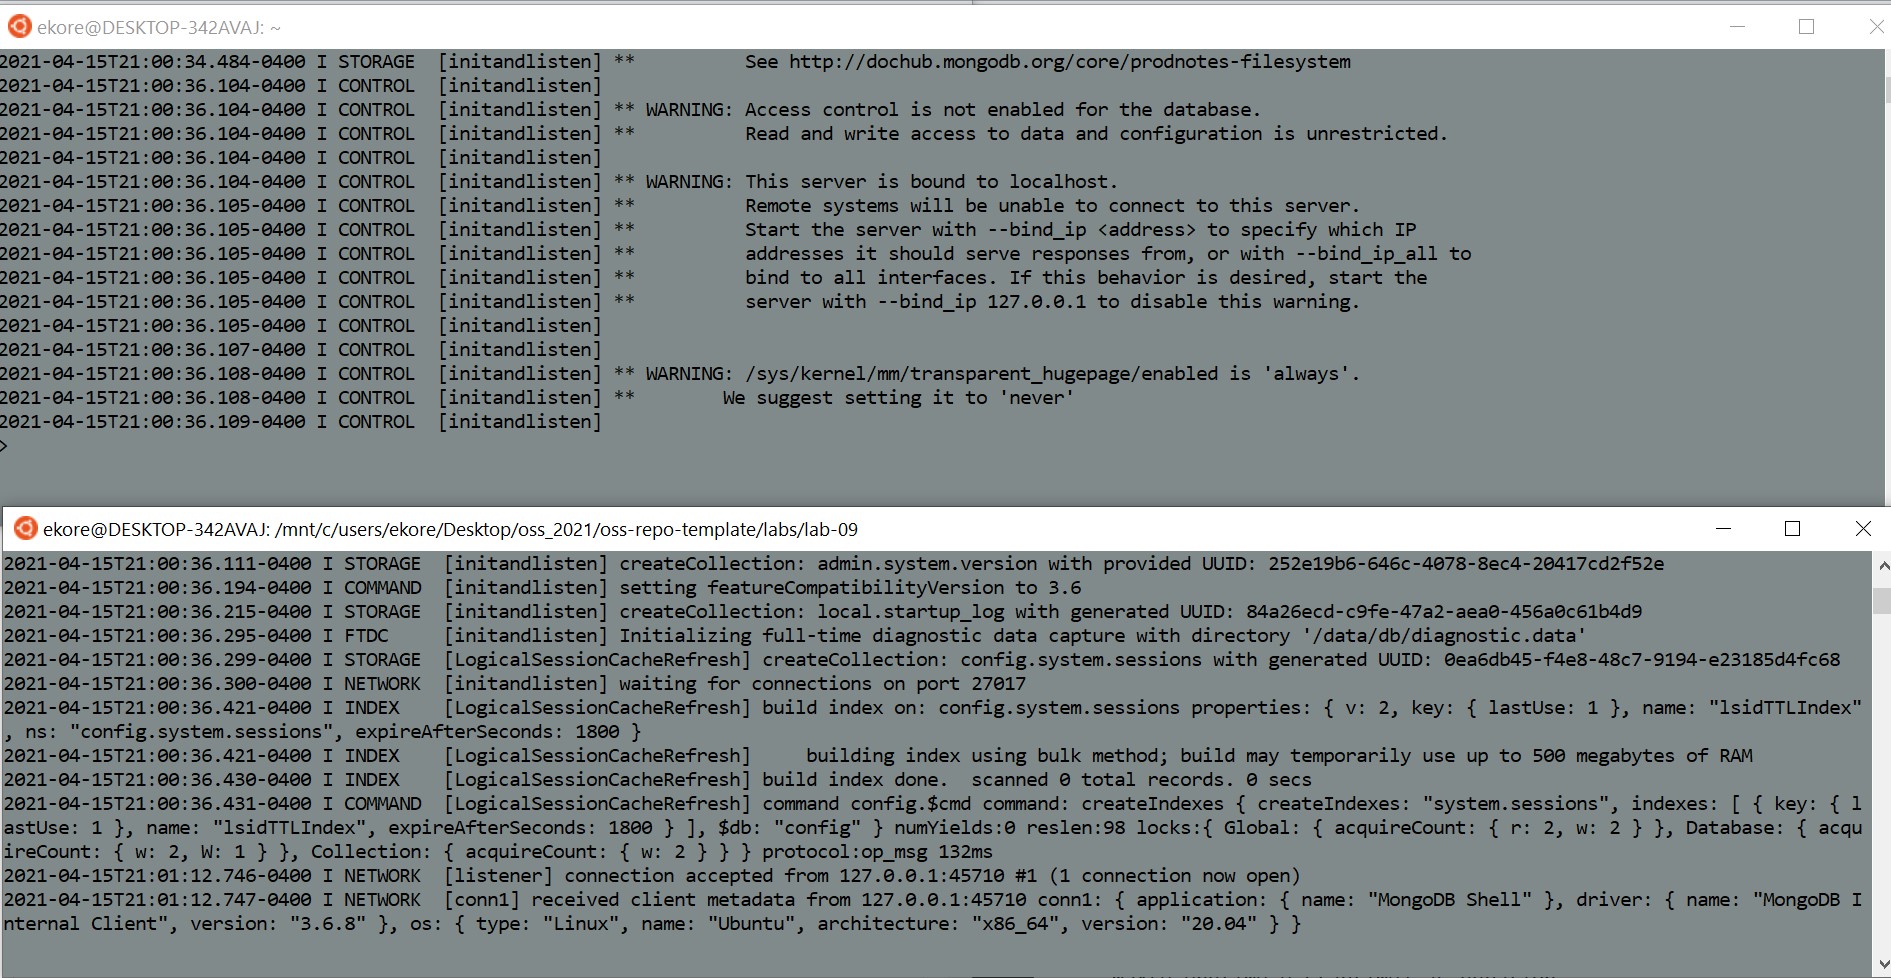 ekore@DESKTOP-342AVAJ: ~
2021-04-15T21:00:34.484-0400 I STORAGE  [initandlisten] **          See http://dochub.mongodb.org/core/prodnotes-filesystem
2021-04-15T21:00:36.104-0400 I CONTROL  [initandlisten]
2021-04-15T21:00:36.104-0400 I CONTROL  [initandlisten] ** WARNING: Access control is not enabled for the database.
2021-04-15T21:00:36.104-0400 I CONTROL  [initandlisten] **          Read and write access to data and configuration is unrestricted.
2021-04-15T21:00:36.104-0400 I CONTROL  [initandlisten]
2021-04-15T21:00:36.104-0400 I CONTROL  [initandlisten] ** WARNING: This server is bound to localhost.
2021-04-15T21:00:36.105-0400 I CONTROL  [initandlisten] **          Remote systems will be unable to connect to this server.
2021-04-15T21:00:36.105-0400 I CONTROL  [initandlisten] **          Start the server with --bind_ip <address> to specify which IP
2021-04-15T21:00:36.105-0400 I CONTROL  [initandlisten] **          addresses it should serve responses from, or with --bind_ip_all to
2021-04-15T21:00:36.105-0400 I CONTROL  [initandlisten] **          bind to all interfaces. If this behavior is desired, start the
2021-04-15T21:00:36.105-0400 I CONTROL  [initandlisten] **          server with --bind_ip 127.0.0.1 to disable this warning.
2021-04-15T21:00:36.105-0400 I CONTROL  [initandlisten]
2021-04-15T21:00:36.107-0400 I CONTROL  [initandlisten]
2021-04-15T21:00:36.108-0400 I CONTROL  [initandlisten] ** WARNING: /sys/kernel/mm/transparent_hugepage/enabled is 'always'.
2021-04-15T21:00:36.108-0400 I CONTROL  [initandlisten] **        We suggest setting it to 'never'
2021-04-15T21:00:36.109-0400 I CONTROL  [initandlisten]
>
ekore@DESKTOP-342AVAJ: /mnt/c/users/ekore/Desktop/oss_2021/oss-repo-template/labs/lab-09
2021-04-15T21:00:36.111-0400 I STORAGE  [initandlisten] createCollection: admin.system.version with provided UUID: 252e19b6-646c-4078-8ec4-20417cd2f52e
2021-04-15T21:00:36.194-0400 I COMMAND  [initandlisten] setting featureCompatibilityVersion to 3.6
2021-04-15T21:00:36.215-0400 I STORAGE  [initandlisten] createCollection: local.startup_log with generated UUID: 84a26ecd-c9fe-47a2-aea0-456a0c61b4d9
2021-04-15T21:00:36.295-0400 I FTDC     [initandlisten] Initializing full-time diagnostic data capture with directory '/data/db/diagnostic.data'
2021-04-15T21:00:36.299-0400 I STORAGE  [LogicalSessionCacheRefresh] createCollection: config.system.sessions with generated UUID: 0ea6db45-f4e8-48c7-9194-e23185d4fc68
2021-04-15T21:00:36.300-0400 I NETWORK  [initandlisten] waiting for connections on port 27017
2021-04-15T21:00:36.421-0400 I INDEX    [LogicalSessionCacheRefresh] build index on: config.system.sessions properties: { v: 2, key: { lastUse: 1 }, name: "lsidTTLIndex"
, ns: "config.system.sessions", expireAfterSeconds: 1800 }
2021-04-15T21:00:36.421-0400 I INDEX    [LogicalSessionCacheRefresh]     building index using bulk method; build may temporarily use up to 500 megabytes of RAM
2021-04-15T21:00:36.430-0400 I INDEX    [LogicalSessionCacheRefresh] build index done.  scanned 0 total records. 0 secs
2021-04-15T21:00:36.431-0400 I COMMAND  [LogicalSessionCacheRefresh] command config.$cmd command: createIndexes { createIndexes: "system.sessions", indexes: [ { key: { l
astUse: 1 }, name: "lsidTTLIndex", expireAfterSeconds: 1800 } ], $db: "config" } numYields:0 reslen:98 locks:{ Global: { acquireCount: { r: 2, w: 2 } }, Database: { acqu
ireCount: { w: 2, W: 1 } }, Collection: { acquireCount: { w: 2 } } } protocol:op_msg 132ms
2021-04-15T21:01:12.746-0400 I NETWORK  [listener] connection accepted from 127.0.0.1:45710 #1 (1 connection now open)
2021-04-15T21:01:12.747-0400 I NETWORK  [conn1] received client metadata from 127.0.0.1:45710 conn1: { application: { name: "MongoDB Shell" }, driver: { name: "MongoDB I
nternal Client", version: "3.6.8" }, os: { type: "Linux", name: "Ubuntu", architecture: "x86_64", version: "20.04" } }